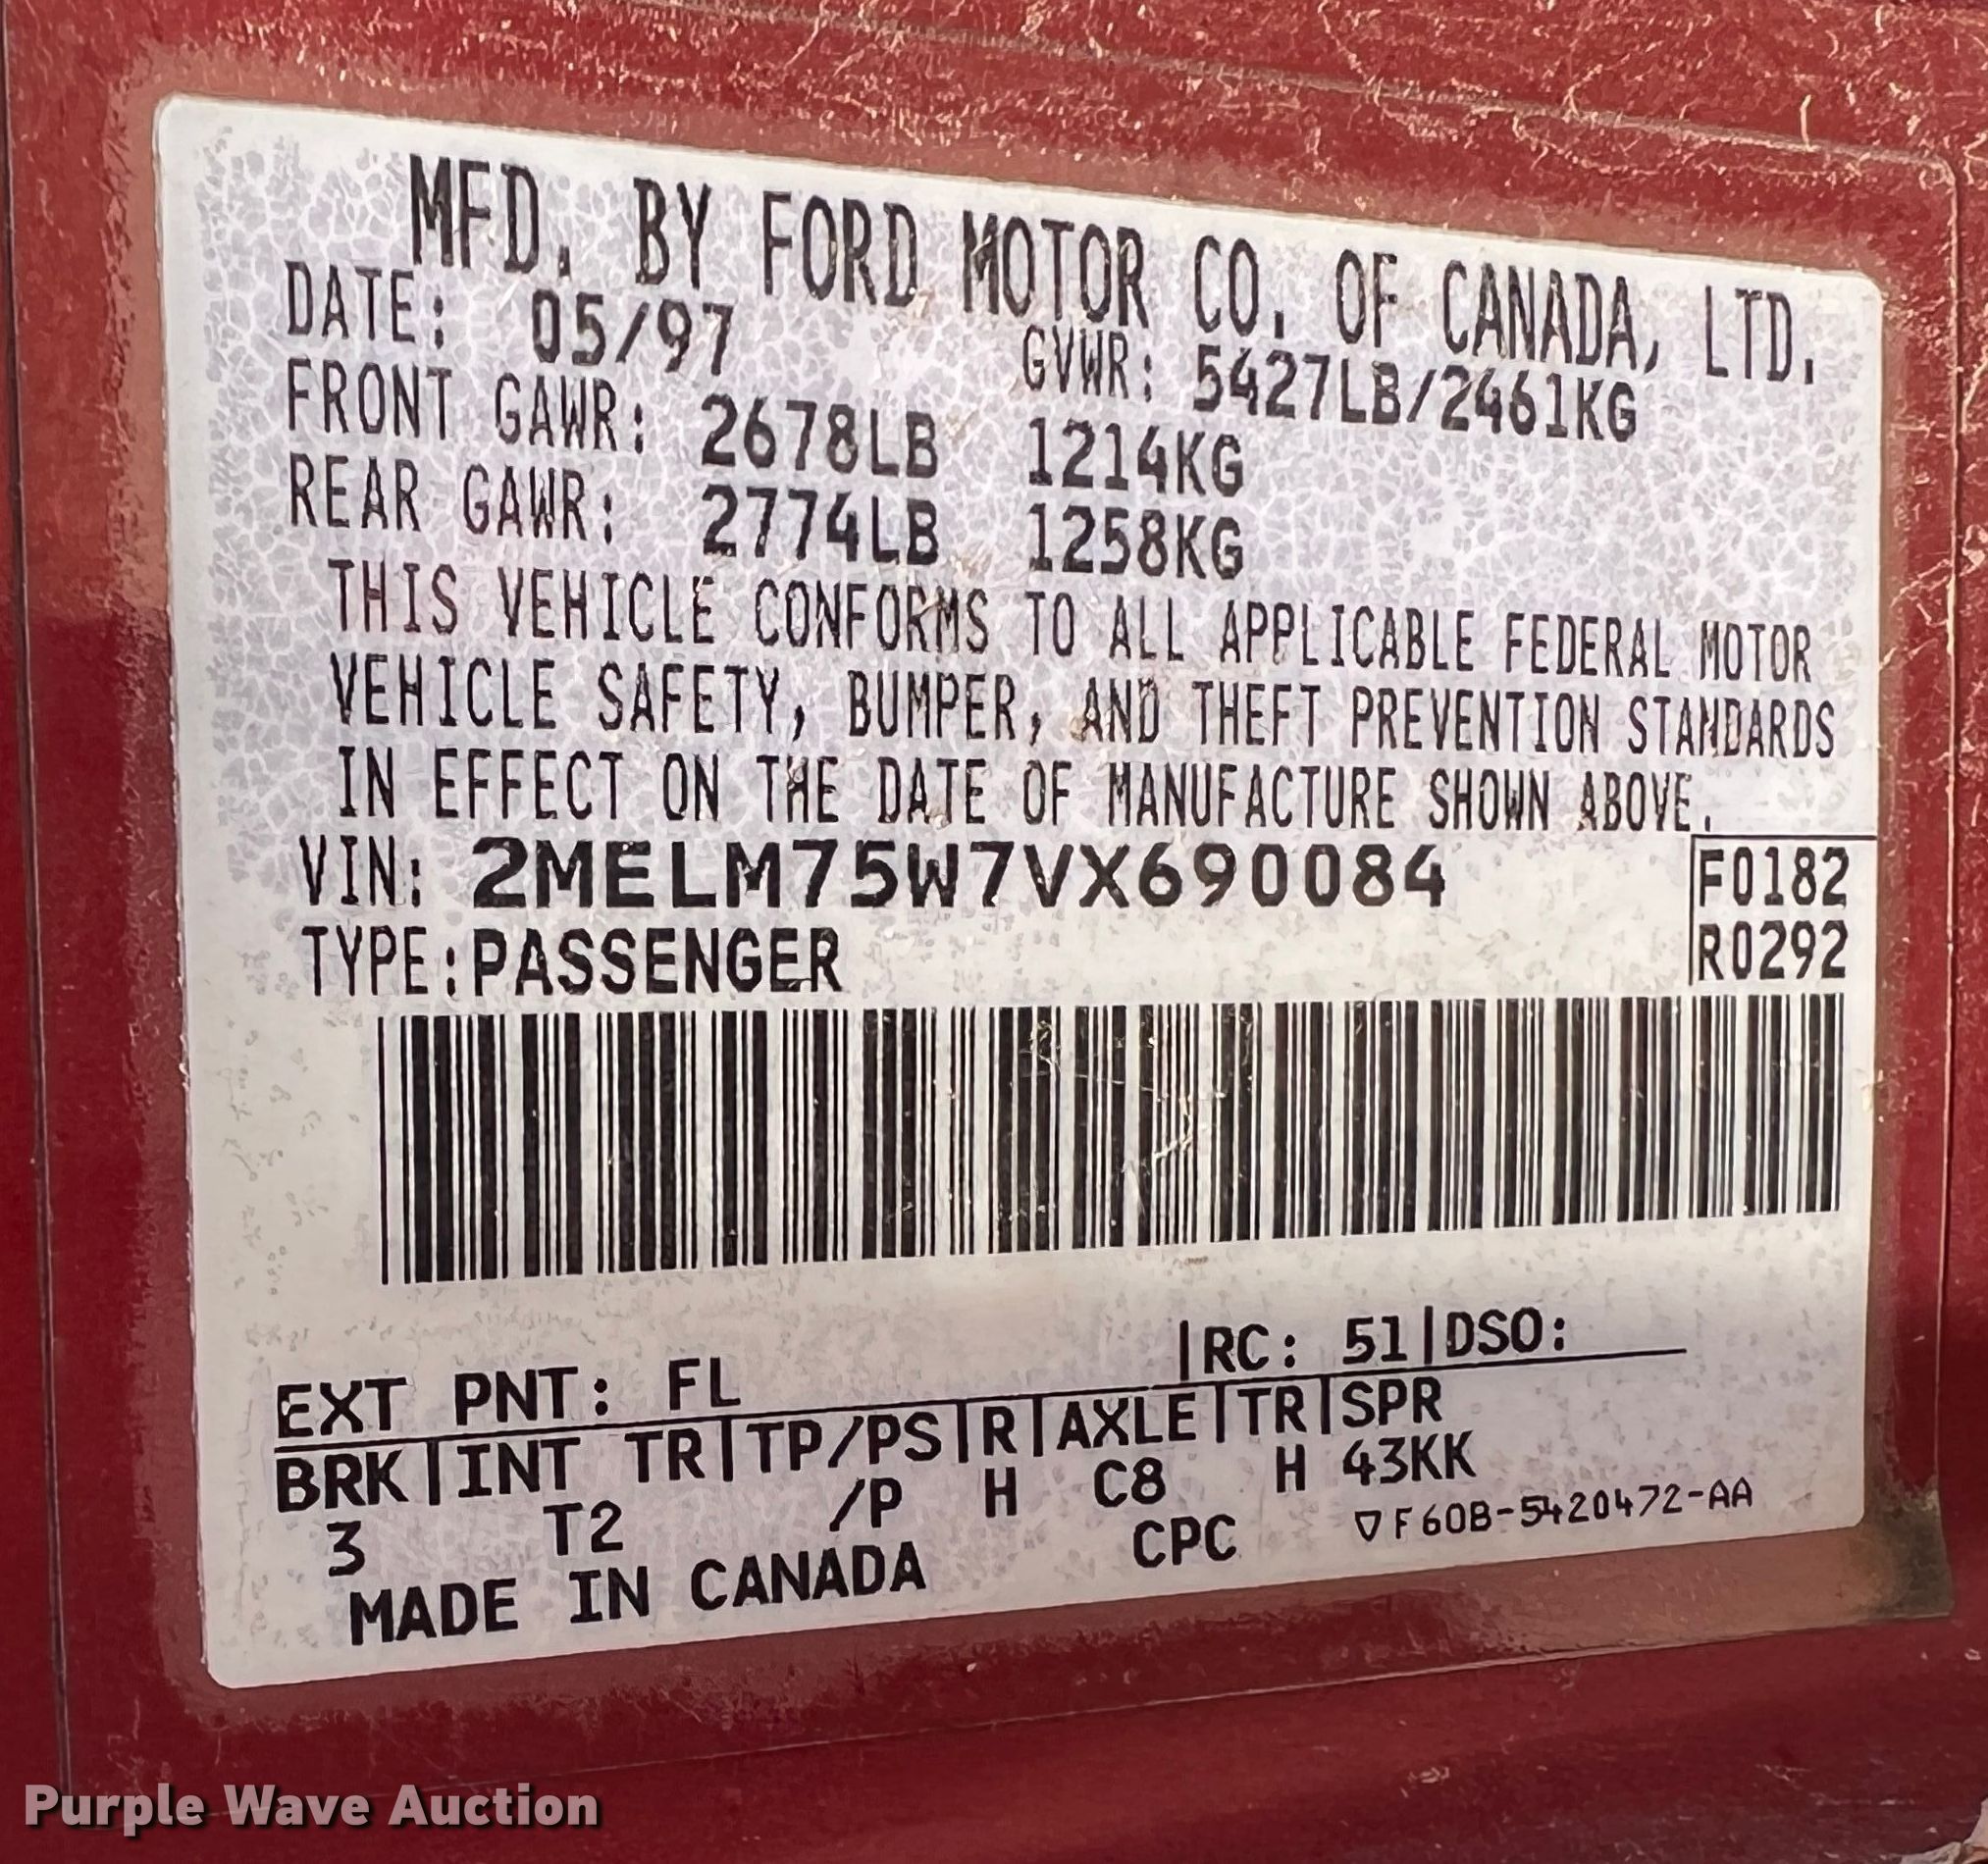 MFD. BY FORD MOTOR CO. OF CANADA, LTD.
DATE: 05/97 GVWR: 5427LB/2461KG
FRONT GAWR: 2678LB 1214KG
REAR GAWR: 2774LB 1258KG
THIS VEHICLE CONFORMS TO ALL APPLICABLE FEDERAL MOTOR
VEHICLE SAFETY, BUMPER, AND THEFT PREVENTION STANDARDS
IN EFFECT ON THE DATE OF MANUFACTURE SHOWN ABOVE.
VIN: 2MELM75W7VX690084 F0182
TYPE:PASSENGER R0292
EXT PNT: FL |RC: 51|DSO:
BRK|INT TR|TP/PS|R|AXLE|TR|SPR
3 T2 /P H C8 H 43KK
MADE IN CANADA CPC ▽F60B-5420472-AA
Purple Wave Auction